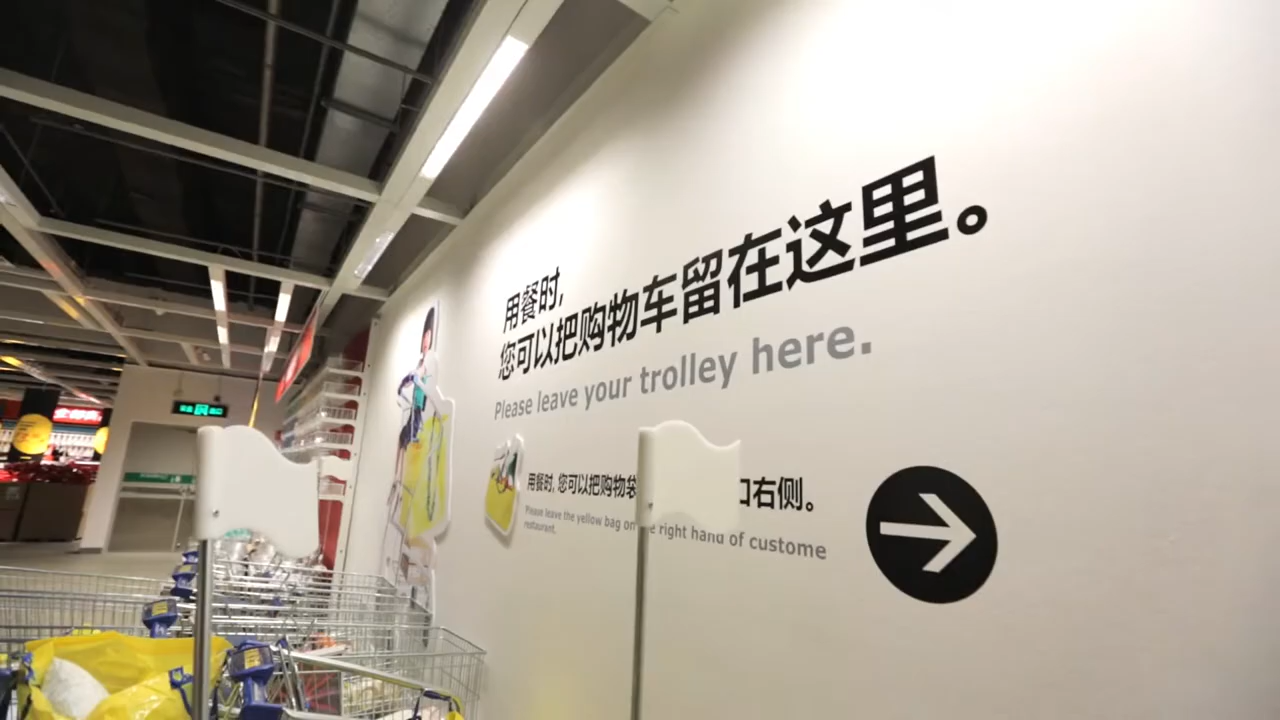 用餐时,
您可以把购物车留在这里。
Please leave your trolley here.
用餐时, 您可以把购物袋
口右侧。
Please leave the yellow bag on
right hand of custome
restaurant.